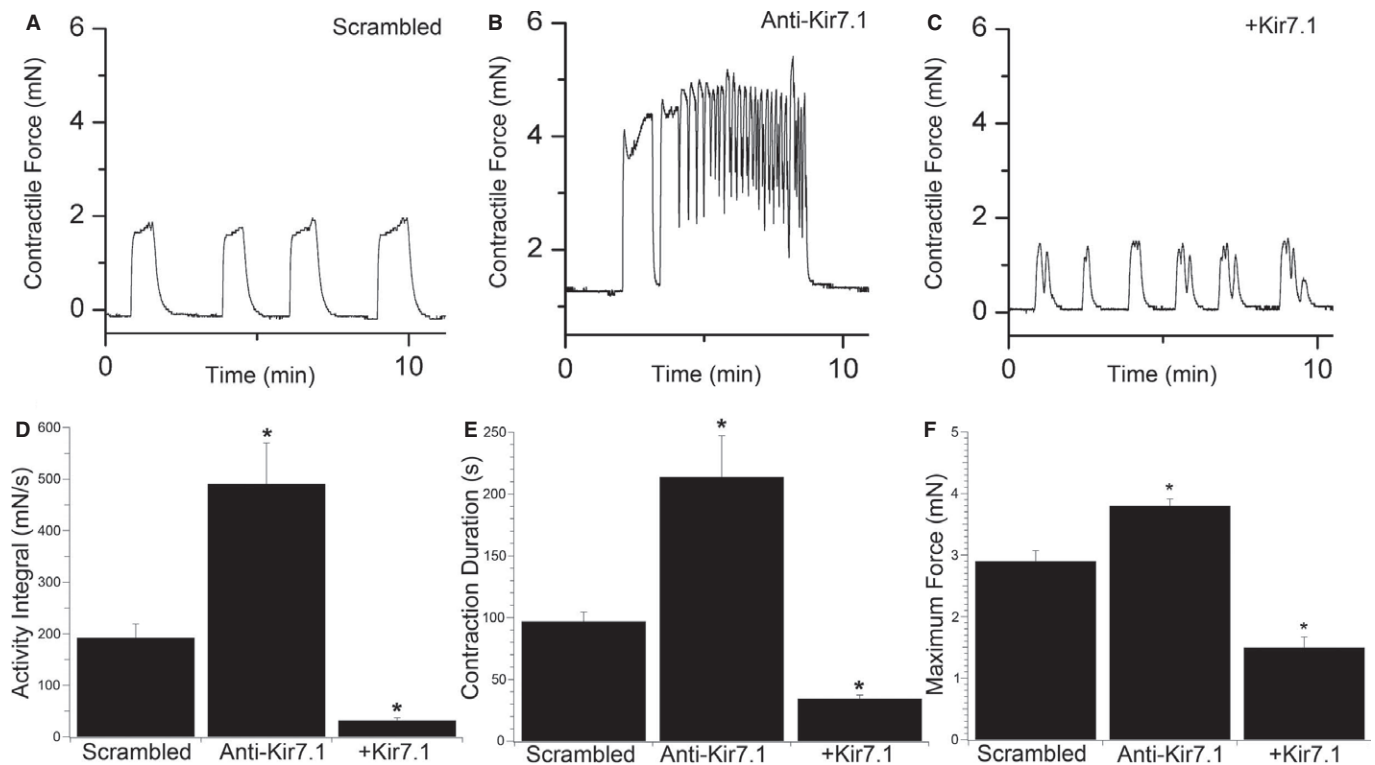 A
Scrambled
Contractile Force (mN)
6
4
2
0
0
10
Time (min)
B
Anti-Kir7.1
Contractile Force (mN)
6
4
2
0
10
Time (min)
C
+Kir7.1
Contractile Force (mN)
6
4
2
0
0
10
Time (min)
D
Activity Integral (mN/s)
600
500
400
300
200
100
0
*
*
Scrambled
Anti-Kir7.1
+Kir7.1
E
Contraction Duration (s)
250
200
150
100
50
0
*
*
Scrambled
Anti-Kir7.1
+Kir7.1
F
Maximum Force (mN)
5
4
3
2
1
0
*
*
Scrambled
Anti-Kir7.1
+Kir7.1